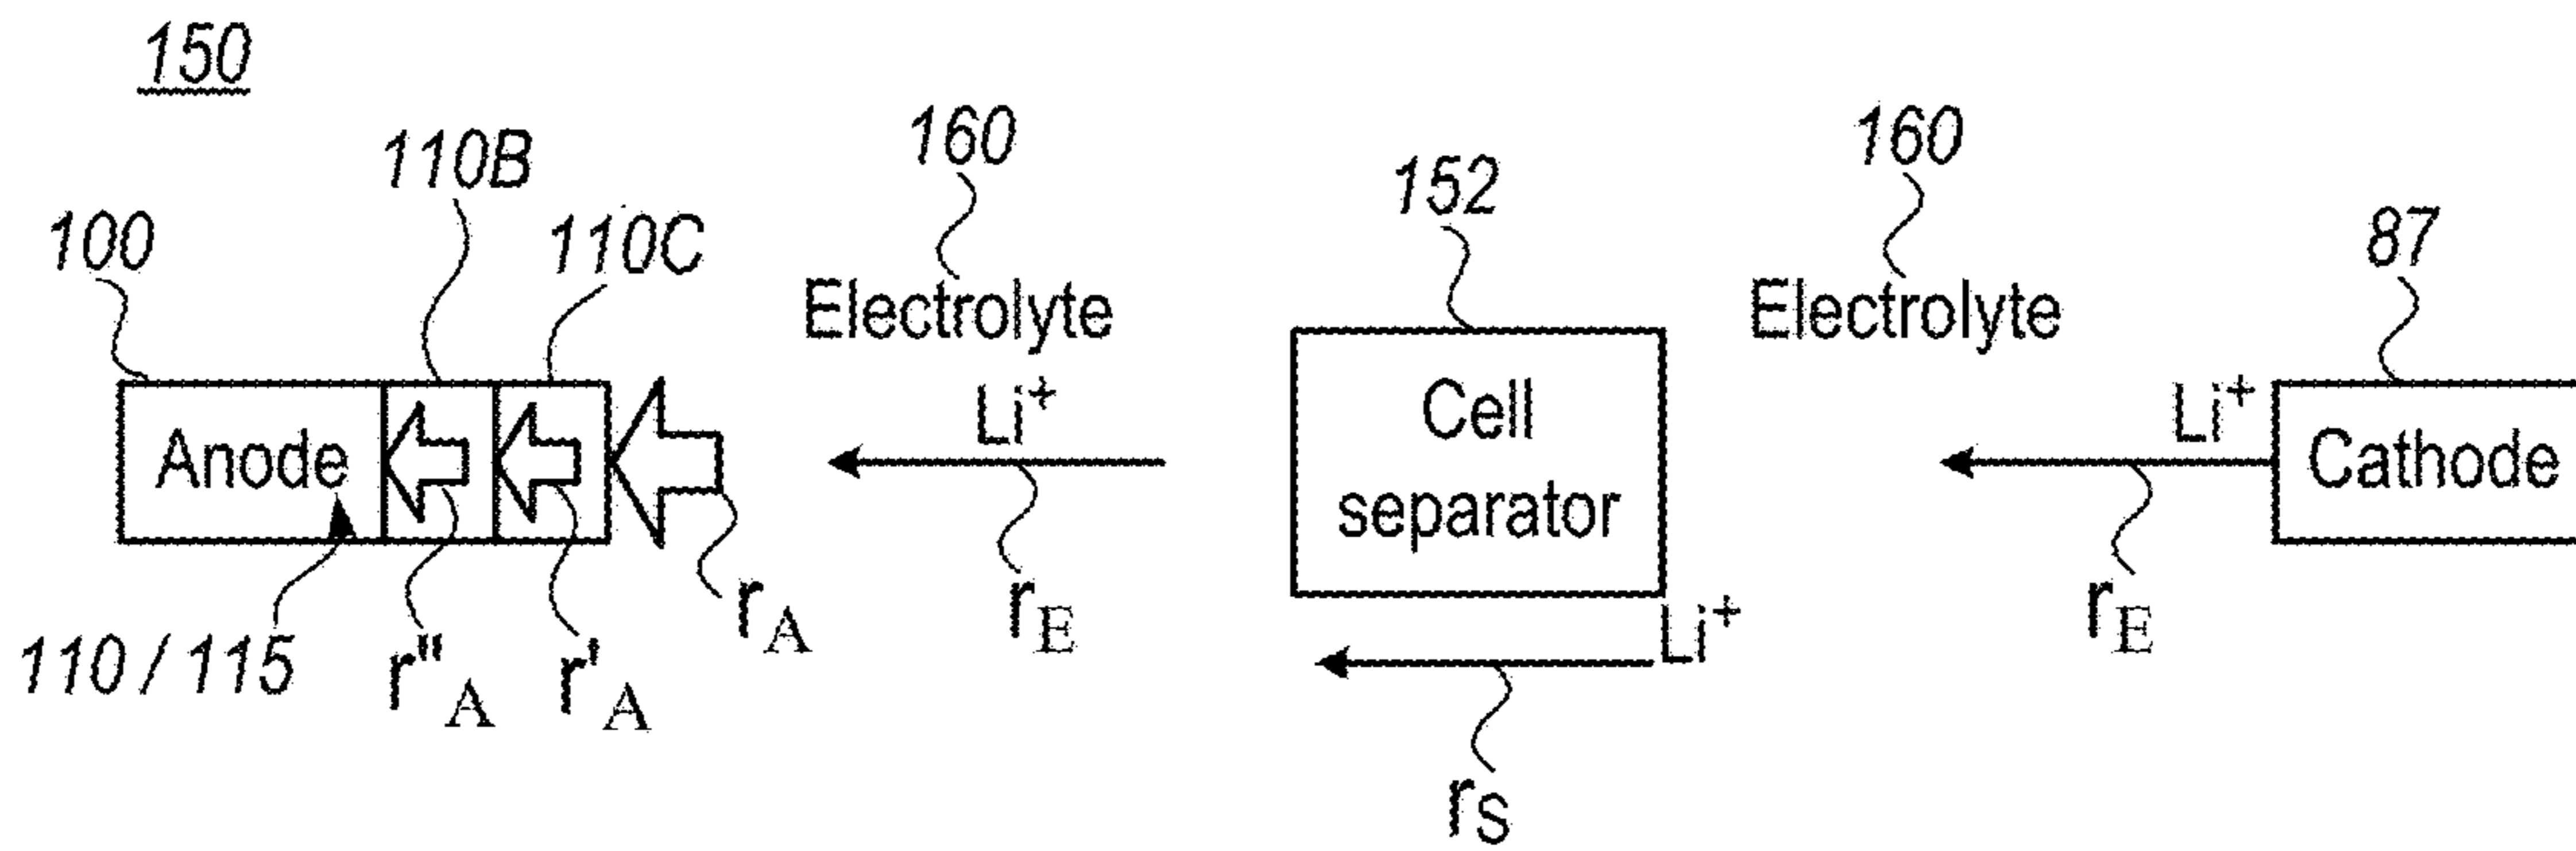 150
110B
160
160
100
110C
152
87
Electrolyte
Electrolyte
Li+
Li+
Anode
Cell
separator
Cathode
110 / 115
r"A
r'A
rA
rE
Li+
rE
rS